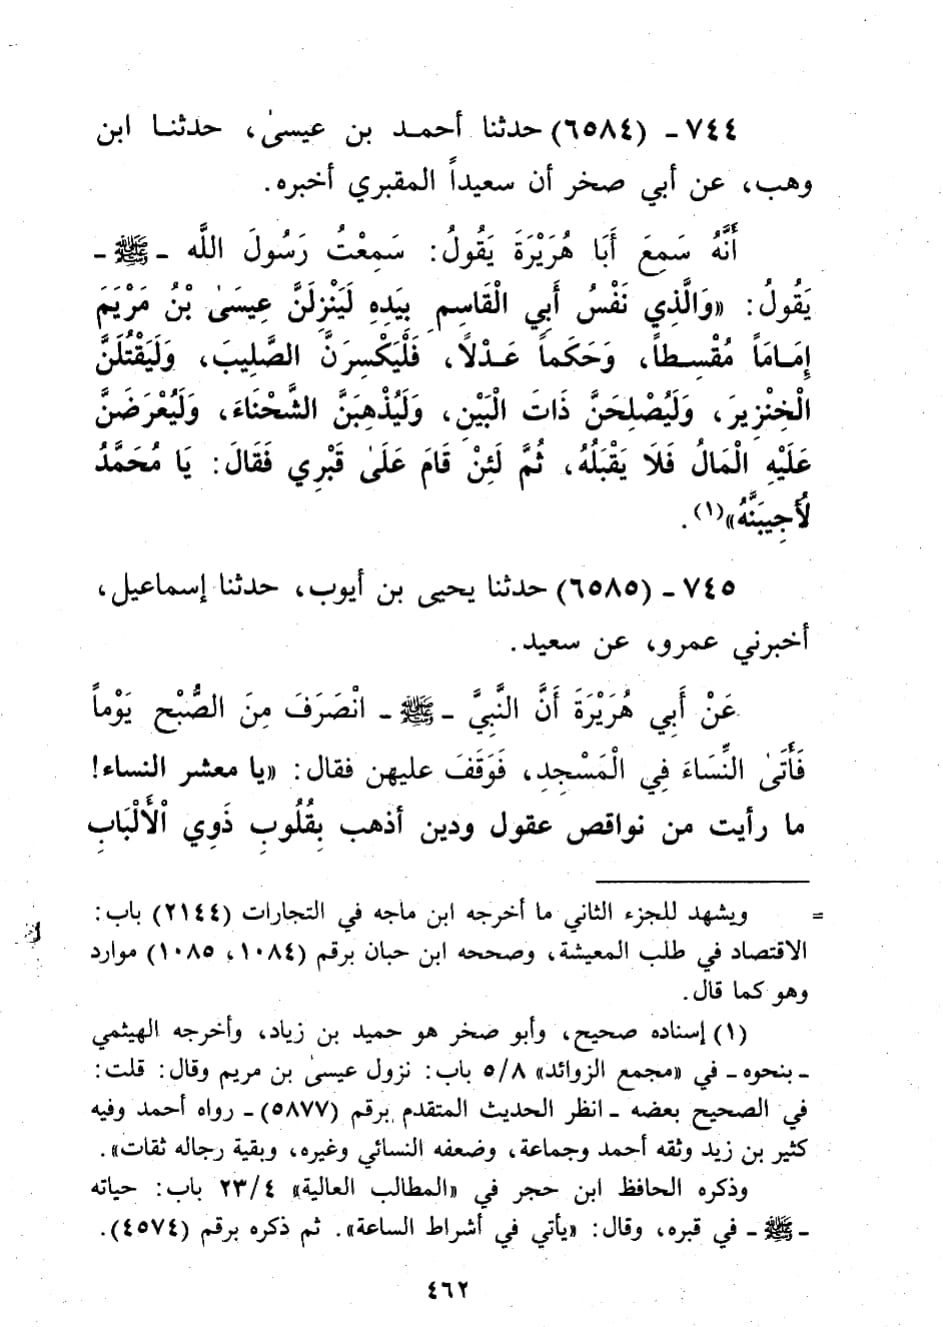 ٧٤٤ ـ (٦٥٨٤) حدثنا أحمـد بن عيسىٰ، حدثنـا ابن
وهب، عن أبي صخر أن سعيداً المقبري أخبره.
أَنَّهُ سَمِعَ أَبَا هُرَيْرَةَ يَقُولُ: سَمِعْتُ رَسُولَ اللَّه ـ ﷺ ـ
يَقُولُ: «وَالَّذِي نَفْسُ أَبِي الْقَاسِمِ بِيَدِهِ لَيَنْزِلَنَّ عِيسَىٰ بْنُ مَرْيَمَ
إِمَـامَاً مُقْسِـطاً، وَحَكَماً عَـدْلاً، فَلَيَكْسِرَنَّ الصَّلِيبَ، وَلَيَقْتُلَنَّ
الْخِنْزِيرَ، وَلَيُصْلِحَنَّ ذَاتَ الْبَيْنِ، وَلَيُذْهِبَنَّ الشَّحْنَاءَ، وَلَيُعْرَضَنَّ
عَلَيْهِ الْمَالُ فَلَا يَقْبَلُهُ، ثُمَّ لَئِنْ قَامَ عَلَىٰ قَبْرِي فَقَالَ: يَا مُحَمَّدُ
لُأَجِيبَنَّهُ»(١).
٧٤٥ ـ (٦٥٨٥) حدثنا يحيى بن أيوب، حدثنا إسماعيل،
أخبرني عمرو، عن سعيد.
عَنْ أَبِي هُرَيْرَةَ أَنَّ النَّبِيَّ ـ ﷺ ـ انْصَرَفَ مِنَ الصُّبْحِ يَوْماً
فَأَتَىٰ النِّسَاءَ فِي الْمَسْجِدِ، فَوَقَفَ عليهن فقال: «يا معشر النساء!
ما رأيت من نواقص عقول ودين أذهب بِقُلُوبِ ذَوِي الْأَلْبَابِ
= ويشهد للجزء الثاني ما أخرجه ابن ماجه في التجارات (٢١٤٤) باب:
الاقتصاد في طلب المعيشة، وصححه ابن حبان برقم (١٠٨٤، ١٠٨٥) موارد
وهو كما قال.
(١) إسناده صحيح، وأبو صخر هو حميد بن زياد، وأخرجه الهيثمي
ـ بنحوه ـ في «مجمع الزوائد» ٥/٨ باب: نزول عيسىٰ بن مريم وقال: قلت:
في الصحيح بعضه ـ انظر الحديث المتقدم برقم (٥٨٧٧) ـ رواه أحمد وفيه
كثير بن زيد وثقه أحمد وجماعة، وضعفه النسائي وغيره، وبقية رجاله ثقات».
وذكره الحافظ ابن حجر في «المطالب العالية» ٢٣/٤ باب: حياته
ـ ﷺ ـ في قبره، وقال: «يأتي في أشراط الساعة». ثم ذكره برقم (٤٥٧٤).
٤٦٢